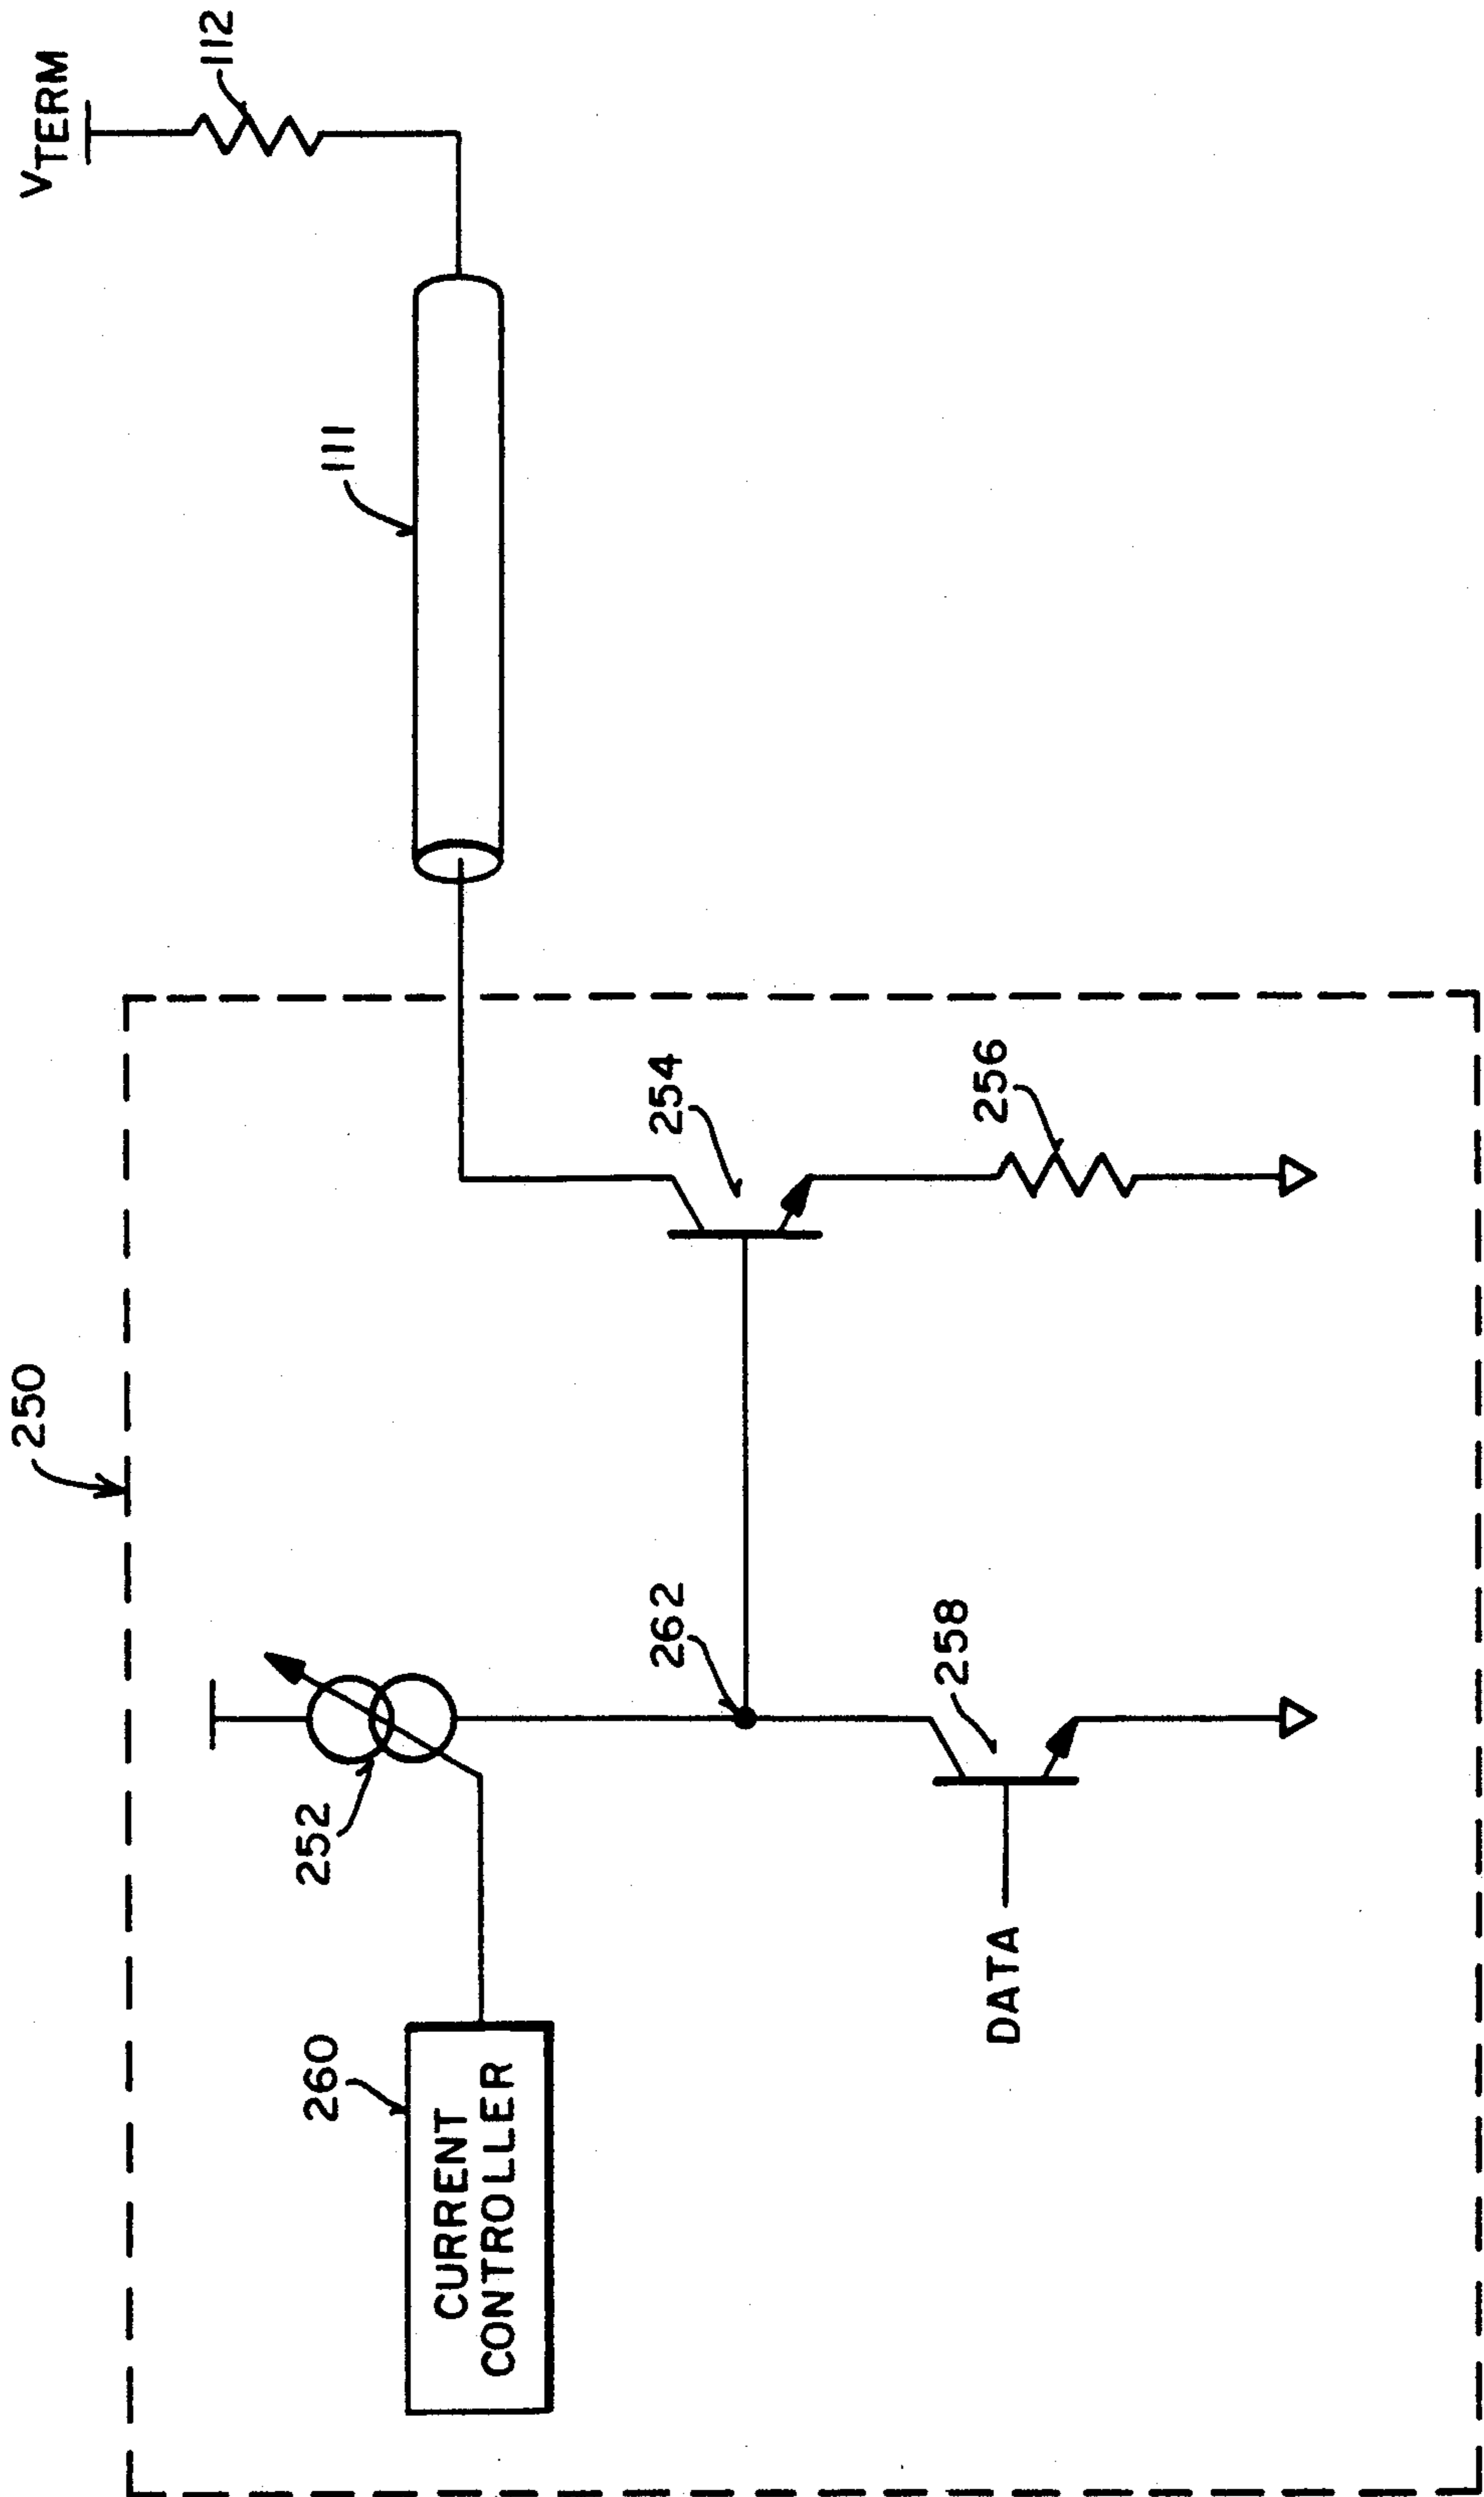 250
VTERM
112
111
252
260
CURRENT
CONTROLLER
262
254
258
DATA
256